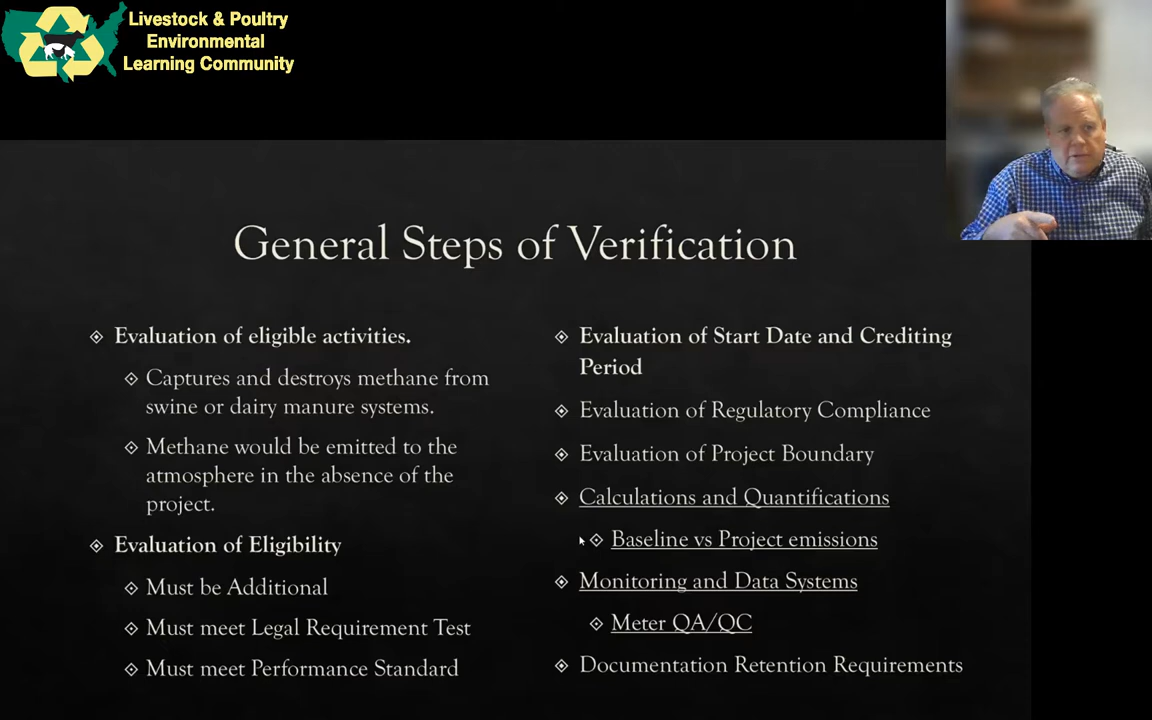 Livestock & Poultry
Environmental
Learning Community
General Steps of Verification
Evaluation of eligible activities.
Captures and destroys methane from
swine or dairy manure systems.
Methane would be emitted to the
atmosphere in the absence of the
project.
Evaluation of Eligibility
Must be Additional
Must meet Legal Requirement Test
Must meet Performance Standard
Evaluation of Start Date and Crediting
Period
Evaluation of Regulatory Compliance
Evaluation of Project Boundary
Calculations and Quantifications
Baseline vs Project emissions
Monitoring and Data Systems
Meter QA/QC
Documentation Retention Requirements